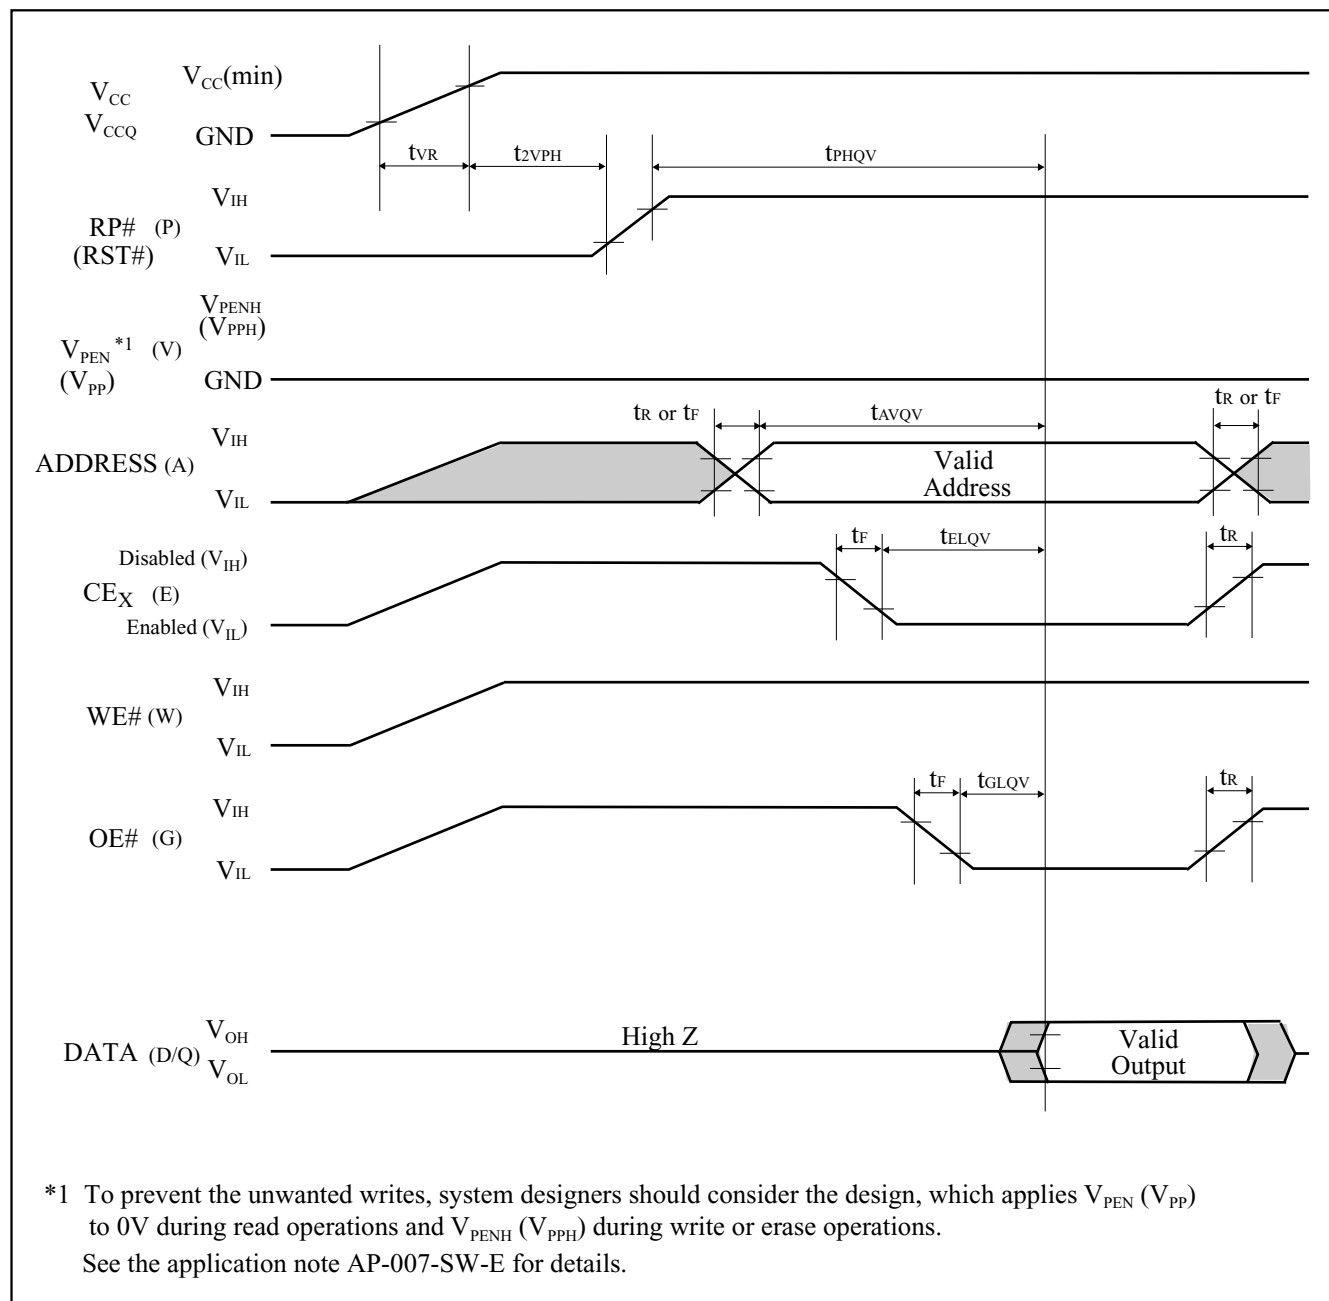 VCC(min)
VCC
VCCQ
GND
tVR
t2VPH
tPHQV
VIH
RP# (P)
(RST#)
VIL
VPENH
(VPPH)
VPEN *1 (V)
(VPP)
GND
tR or tF
tAVQV
tR or tF
VIH
ADDRESS (A)
Valid
Address
VIL
tF
tELQV
tR
Disabled (VIH)
CEX (E)
Enabled (VIL)
VIH
WE# (W)
VIL
tF
tGLQV
tR
VIH
OE# (G)
VIL
VOH
High Z
Valid
Output
DATA (D/Q)
VOL
*1 To prevent the unwanted writes, system designers should consider the design, which applies VPEN (VPP)
to 0V during read operations and VPENH (VPPH) during write or erase operations.
See the application note AP-007-SW-E for details.